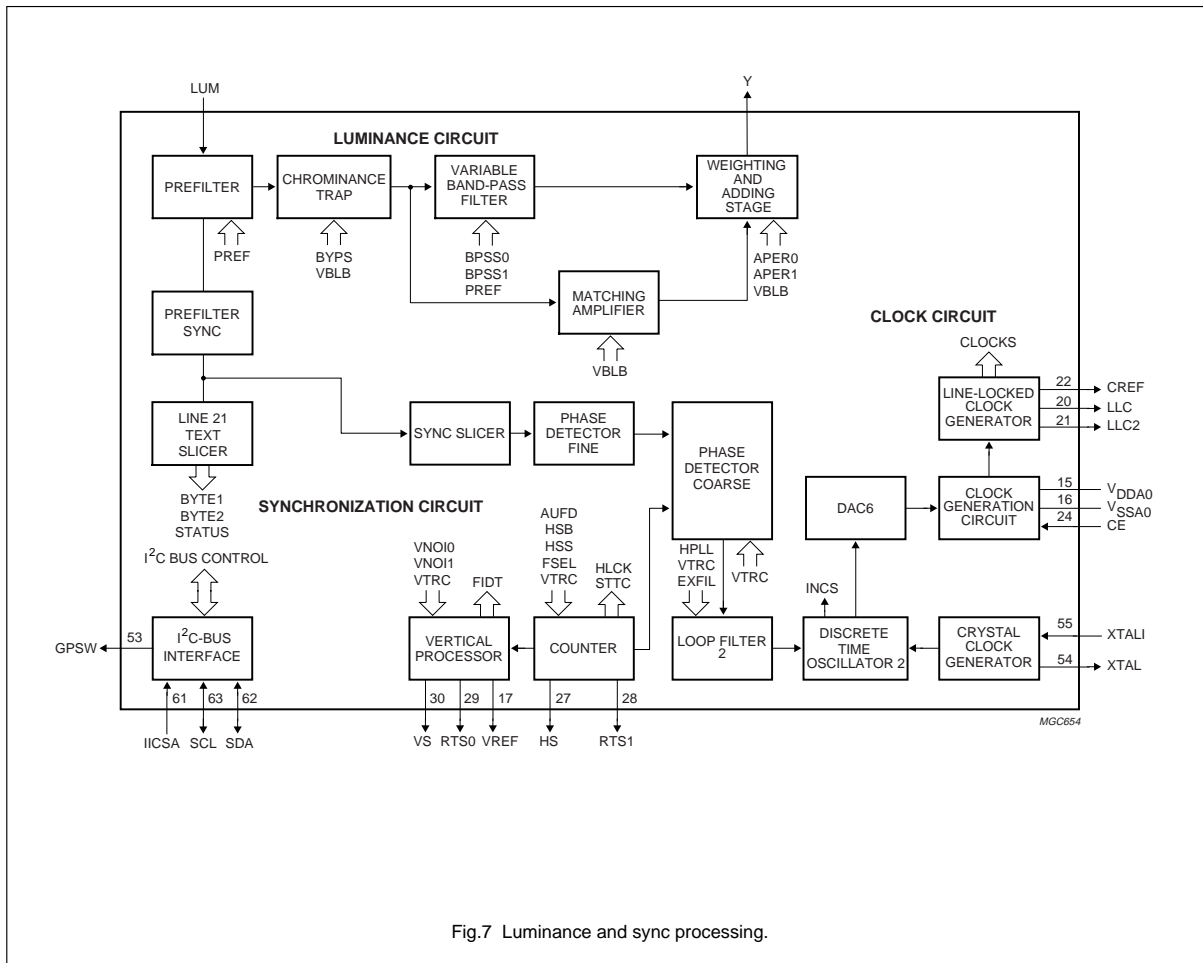 LUM
Y
LUMINANCE CIRCUIT
PREFILTER
CHROMINANCE
TRAP
VARIABLE
BAND-PASS
FILTER
WEIGHTING
AND
ADDING
STAGE
PREF
BYPS
VBLB
BPSS0
BPSS1
PREF
APER0
APER1
VBLB
PREFILTER
SYNC
MATCHING
AMPLIFIER
VBLB
CLOCK CIRCUIT
CLOCKS
LINE-LOCKED
CLOCK
GENERATOR
22 CREF
20 LLC
21 LLC2
LINE 21
TEXT
SLICER
SYNC SLICER
PHASE
DETECTOR
FINE
PHASE
DETECTOR
COARSE
BYTE1
BYTE2
STATUS
SYNCHRONIZATION CIRCUIT
DAC6
CLOCK
GENERATION
CIRCUIT
15 VDDA0
16 VSSA0
24 CE
I2C BUS CONTROL
VNOI0
VNOI1
VTRC
FIDT
AUFD
HSB
HSS
FSEL
VTRC
HLCK
STTC
HPLL
VTRC
EXFIL
VTRC
INCS
GPSW 53
I2C-BUS
INTERFACE
VERTICAL
PROCESSOR
COUNTER
LOOP FILTER
2
DISCRETE
TIME
OSCILLATOR 2
CRYSTAL
CLOCK
GENERATOR
55 XTALI
54 XTAL
61 63 62
30 29 17 27 28
IICSA SCL SDA
VS RTS0 VREF HS RTS1
MGC654
Fig.7 Luminance and sync processing.